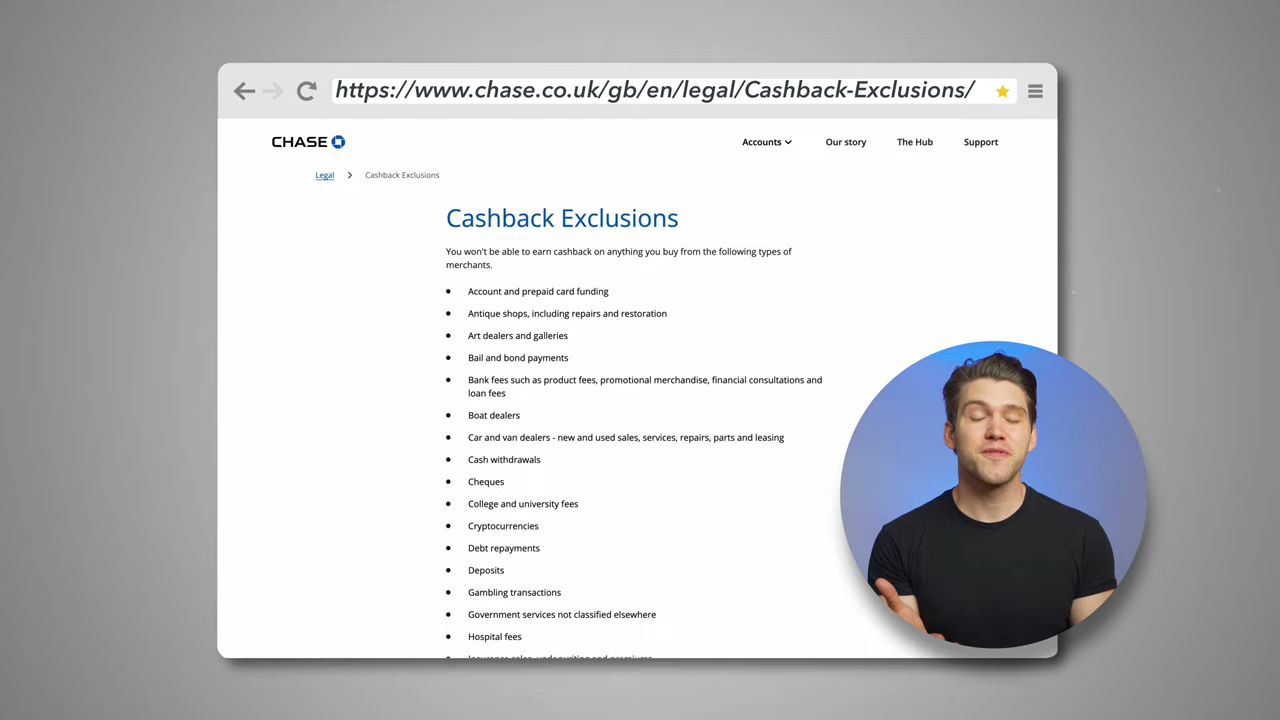 https://www.chase.co.uk/gb/en/legal/Cashback-Exclusions/
CHASE
Accounts
Our story
The Hub
Support
Legal
Cashback Exclusions
Cashback Exclusions
You won't be able to earn cashback on anything you buy from the following types of
merchants.
Account and prepaid card funding
Antique shops, including repairs and restoration
Art dealers and galleries
Bail and bond payments
Bank fees such as product fees, promotional merchandise, financial consultations and
loan fees
Boat dealers
Car and van dealers - new and used sales, services, repairs, parts and leasing
Cash withdrawals
Cheques
College and university fees
Cryptocurrencies
Debt repayments
Deposits
Gambling transactions
Government services not classified elsewhere
Hospital fees
Insurance sales, underwriting and premiums